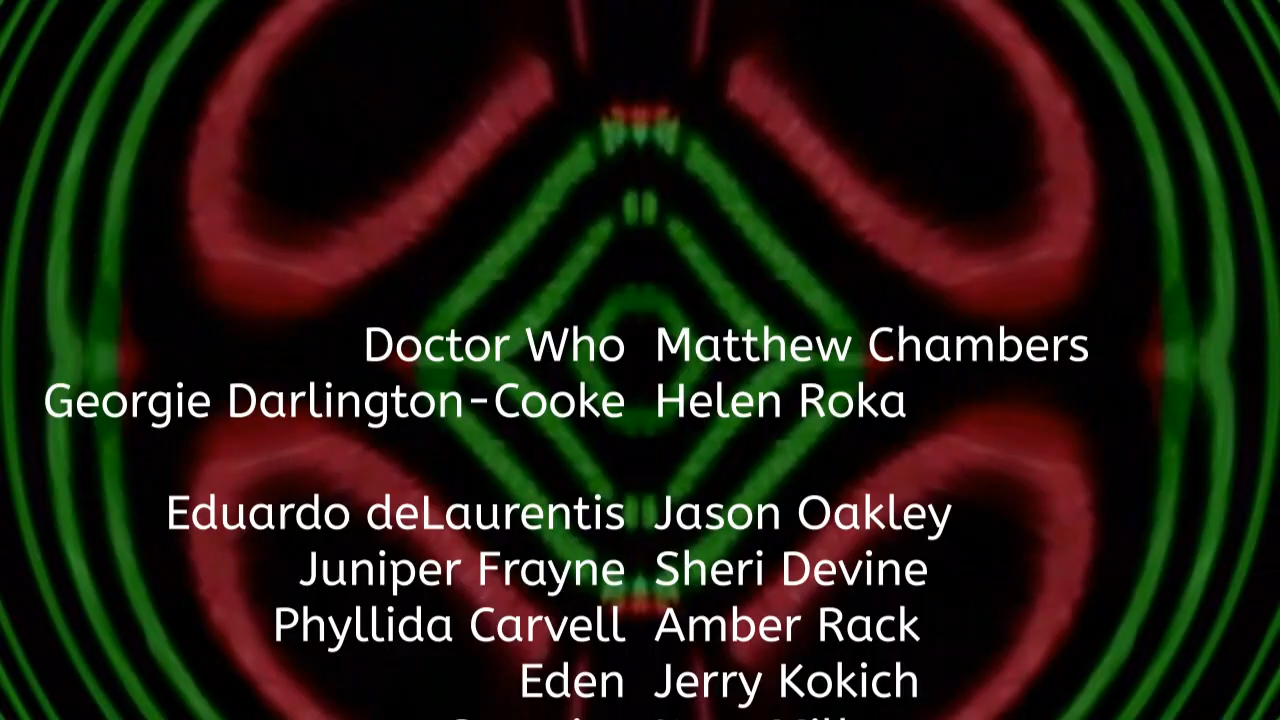 Doctor Who Matthew Chambers
Georgie Darlington-Cooke Helen Roka
Eduardo deLaurentis Jason Oakley
Juniper Frayne Sheri Devine
Phyllida Carvell Amber Rack
Eden Jerry Kokich